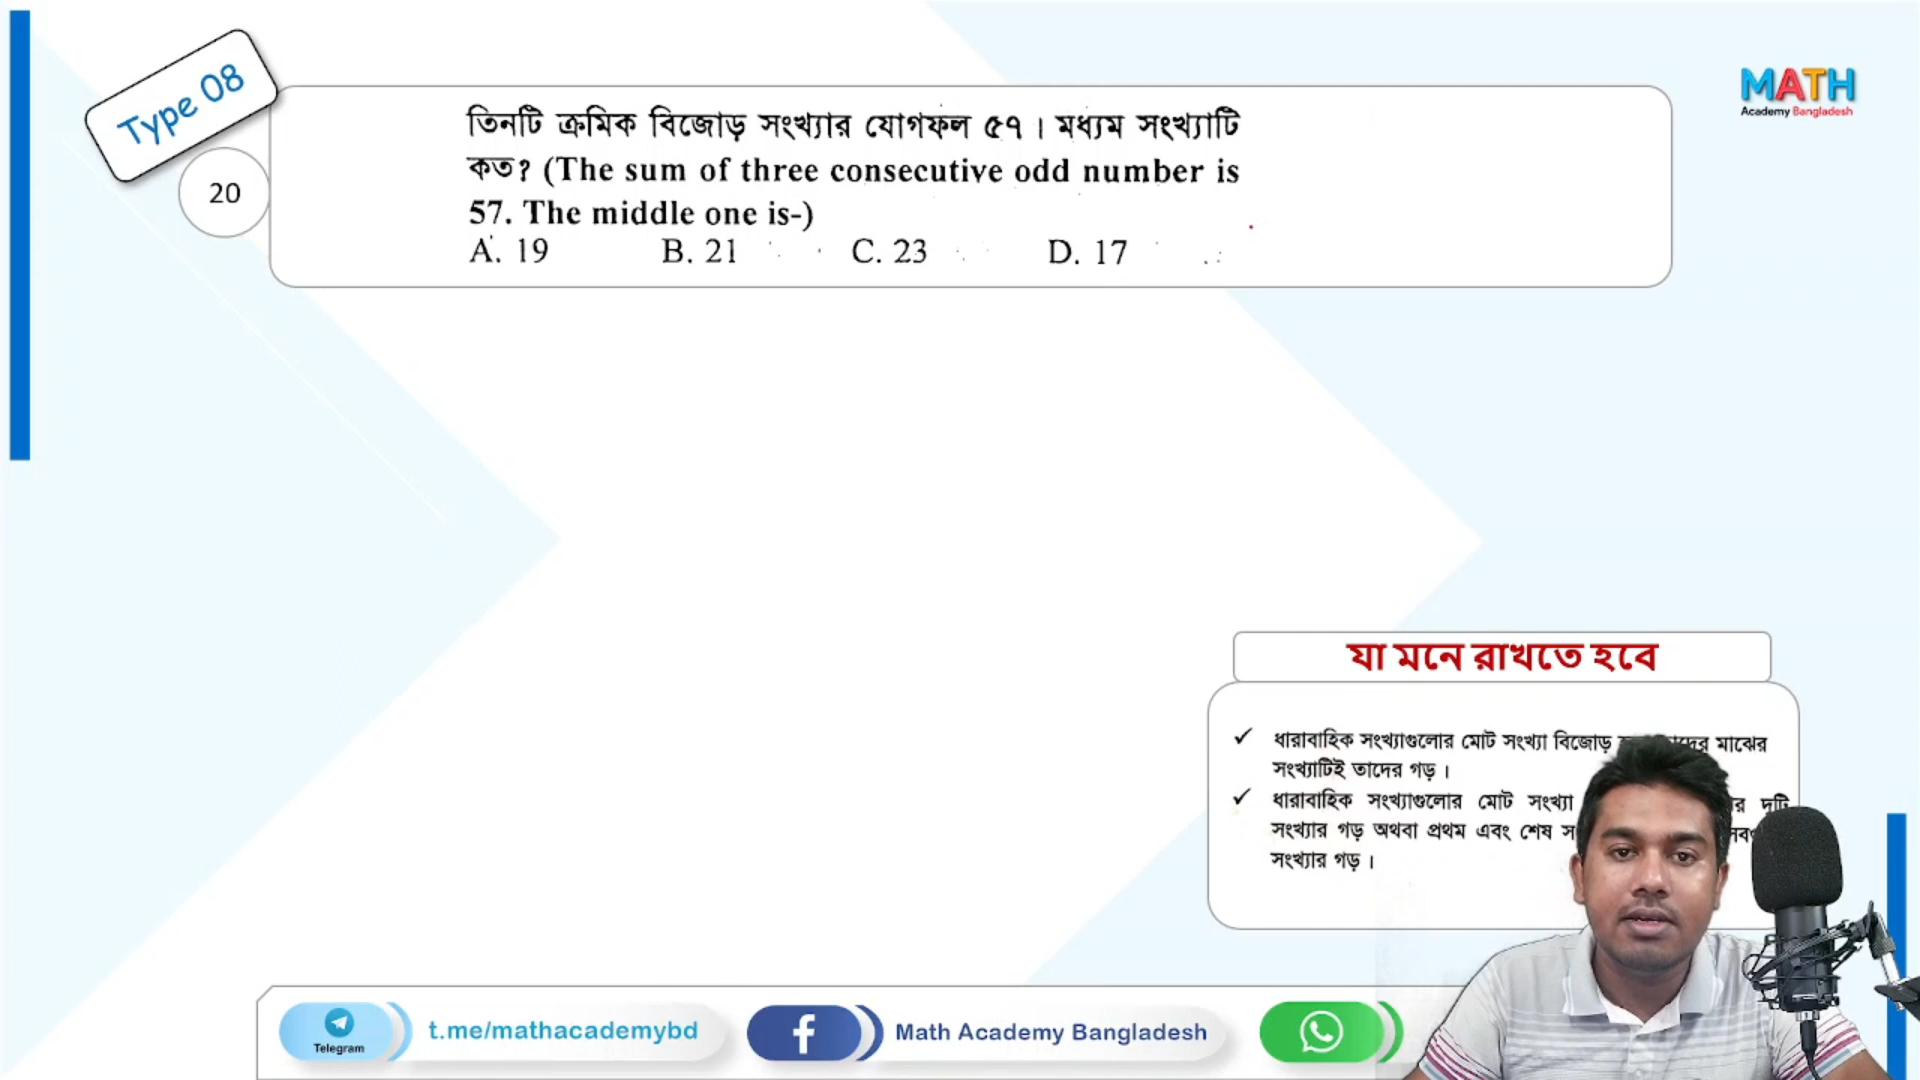 Type 08
MATH
Academy Bangladesh
20
তিনটি ক্রমিক বিজোড় সংখ্যার যোগফল ৫৭। মধ্যম সংখ্যাটি
কত? (The sum of three consecutive odd number is
57. The middle one is-)
A. 19 B. 21 C. 23 D. 17
যা মনে রাখতে হবে
✓ ধারাবাহিক সংখ্যাগুলোর মোট সংখ্যা বিজোড় মাঝের
সংখ্যাটিই তাদের গড়।
✓ ধারাবাহিক সংখ্যাগুলোর মোট সংখ্যা দুটি
সংখ্যার গড় অথবা প্রথম এবং শেষ
সংখ্যার গড়।
Telegram
t.me/mathacademybd
f
Math Academy Bangladesh